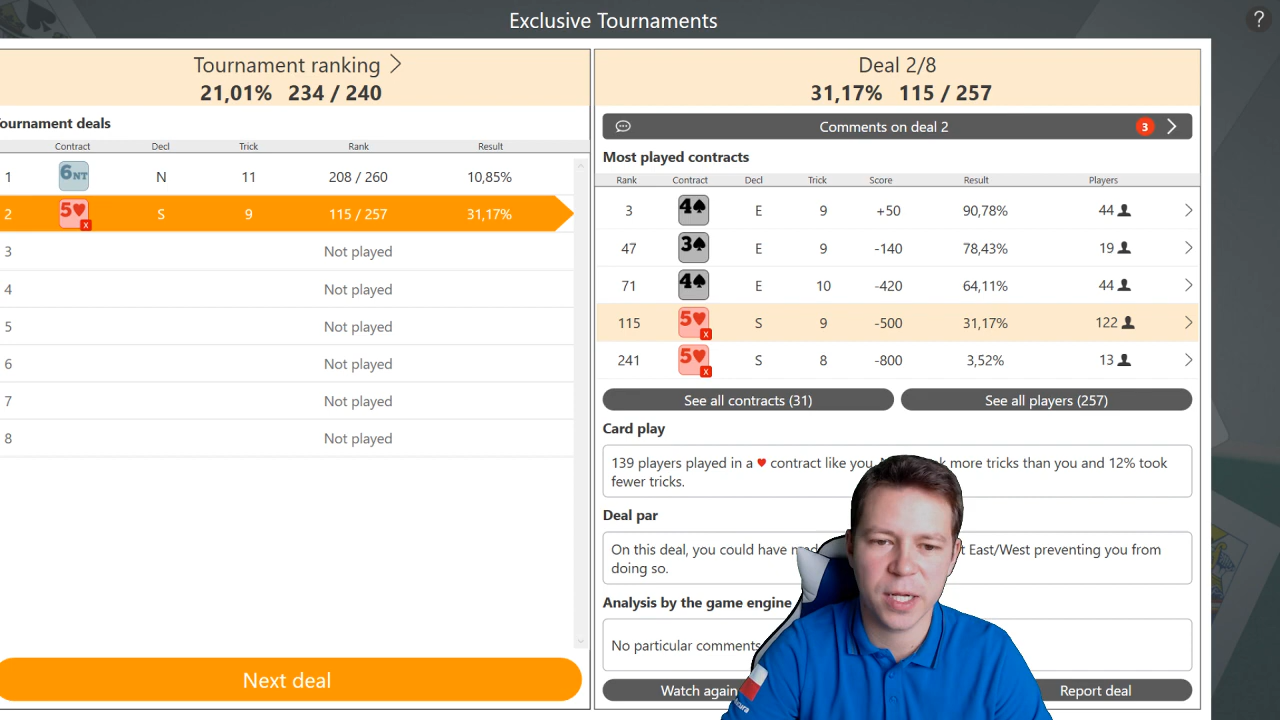 Exclusive Tournaments
?
Tournament ranking
21,01% 234 / 240
ournament deals
Contract Decl Trick Rank Result
1 6NT N 11 208 / 260 10,85%
2 5♥ X S 9 115 / 257 31,17%
3 Not played
4 Not played
5 Not played
6 Not played
7 Not played
8 Not played
Next deal
Deal 2/8
31,17% 115 / 257
Comments on deal 2 3
Most played contracts
Rank Contract Decl Trick Score Result Players
3 4♠ E 9 +50 90,78% 44
47 3♠ E 9 -140 78,43% 19
71 4♠ E 10 -420 64,11% 44
115 5♥ X S 9 -500 31,17% 122
241 5♥ X S 8 -800 3,52% 13
See all contracts (31) See all players (257)
Card play
139 players played in a ♥ contract like you more tricks than you and 12% took
fewer tricks.
Deal par
On this deal, you could have East/West preventing you from
doing so.
Analysis by the game engine
No particular comments
Watch again Report deal